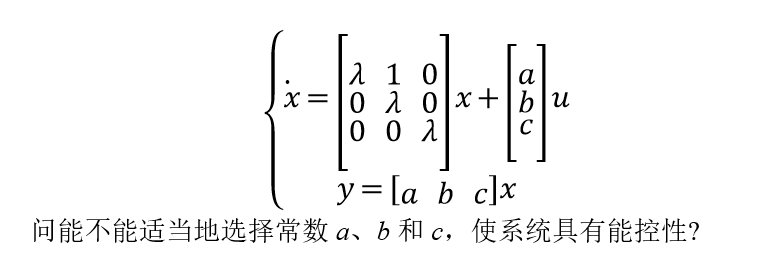 ẋ = [λ 1 0; 0 λ 0; 0 0 λ] x + [a; b; c] u
y = [a b c]x
问能不能适当地选择常数 a、b 和 c，使系统具有能控性?